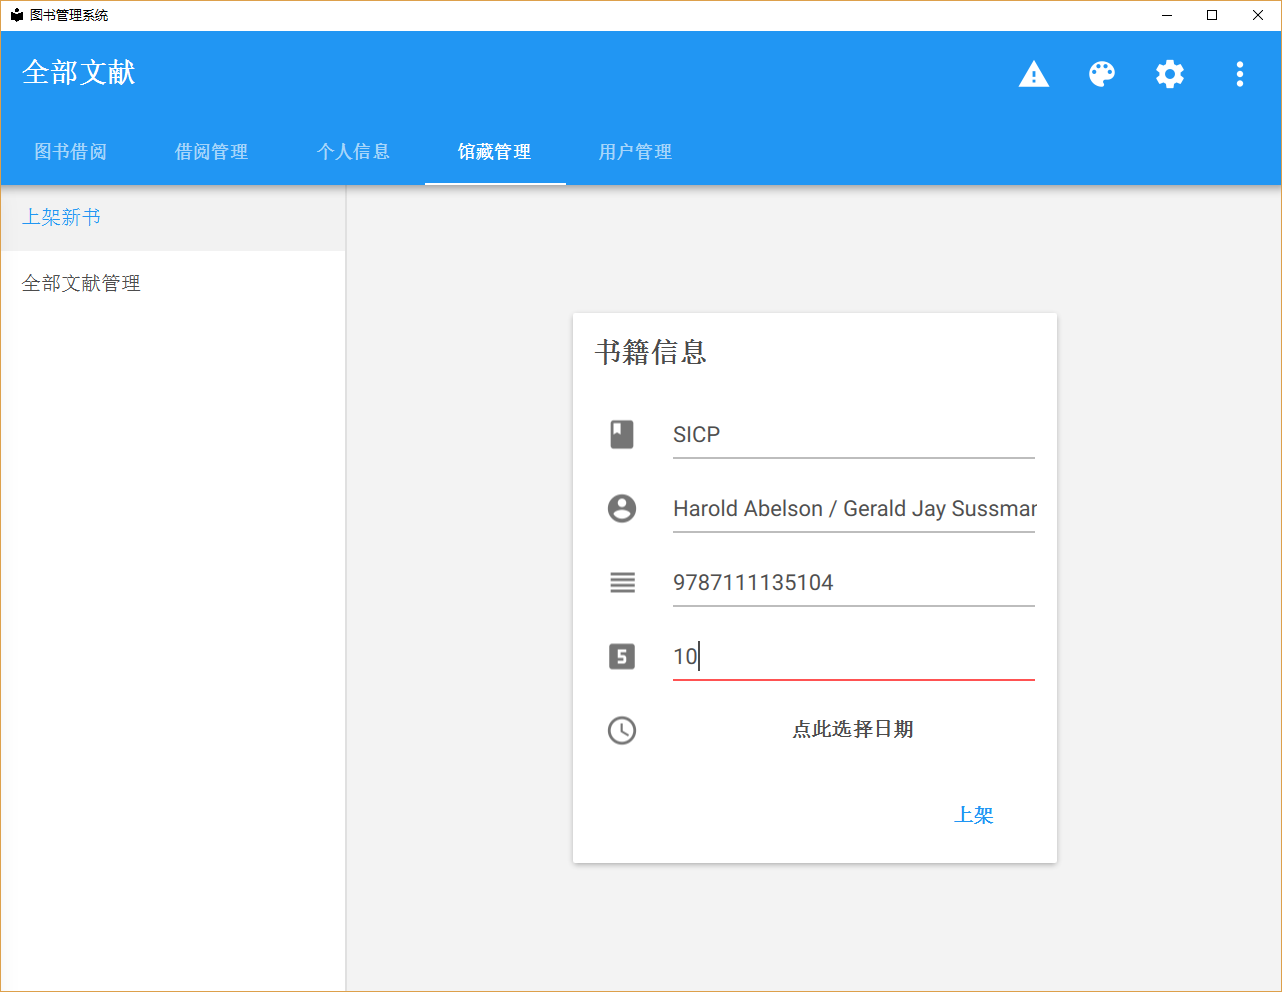 图书管理系统
全部文献
图书借阅 借阅管理 个人信息 馆藏管理 用户管理
上架新书
全部文献管理
书籍信息
SICP
Harold Abelson / Gerald Jay Sussman
9787111135104
5
10
点此选择日期
上架